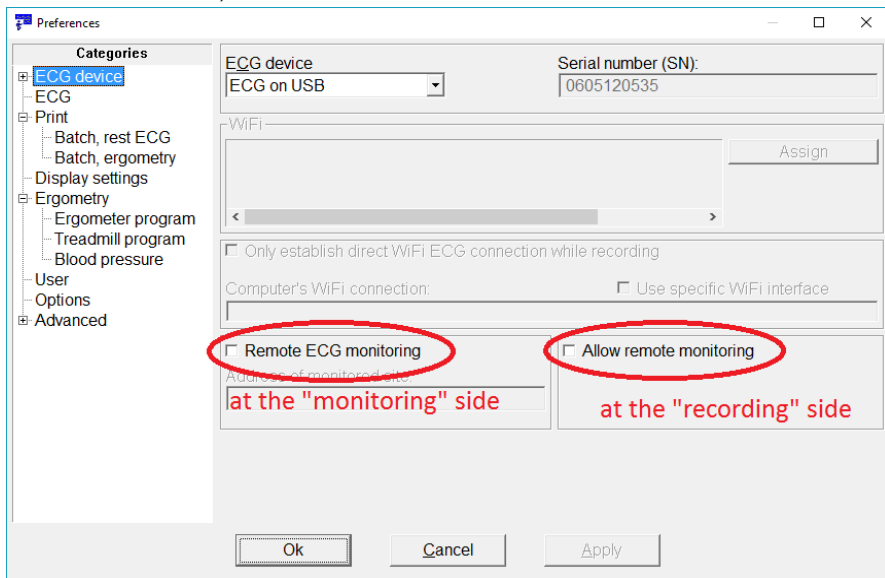 Preferences
Categories
ECG device
ECG
Print
Batch, rest ECG
Batch, ergometry
Display settings
Ergometry
Ergometer program
Treadmill program
Blood pressure
User
Options
Advanced
ECG device
ECG on USB
Serial number (SN):
0605120535
WiFi
Assign
Only establish direct WiFi ECG connection while recording
Computer's WiFi connection:
Use specific WiFi interface
Remote ECG monitoring
Address of monitored site:
at the "monitoring" side
Allow remote monitoring
at the "recording" side
Ok
Cancel
Apply